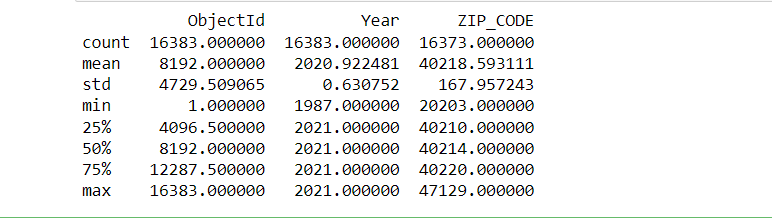 ObjectId Year ZIP_CODE
count 16383.000000 16383.000000 16373.000000
mean 8192.000000 2020.922481 40218.593111
std 4729.509065 0.630752 167.957243
min 1.000000 1987.000000 20203.000000
25% 4096.500000 2021.000000 40210.000000
50% 8192.000000 2021.000000 40214.000000
75% 12287.500000 2021.000000 40220.000000
max 16383.000000 2021.000000 47129.000000